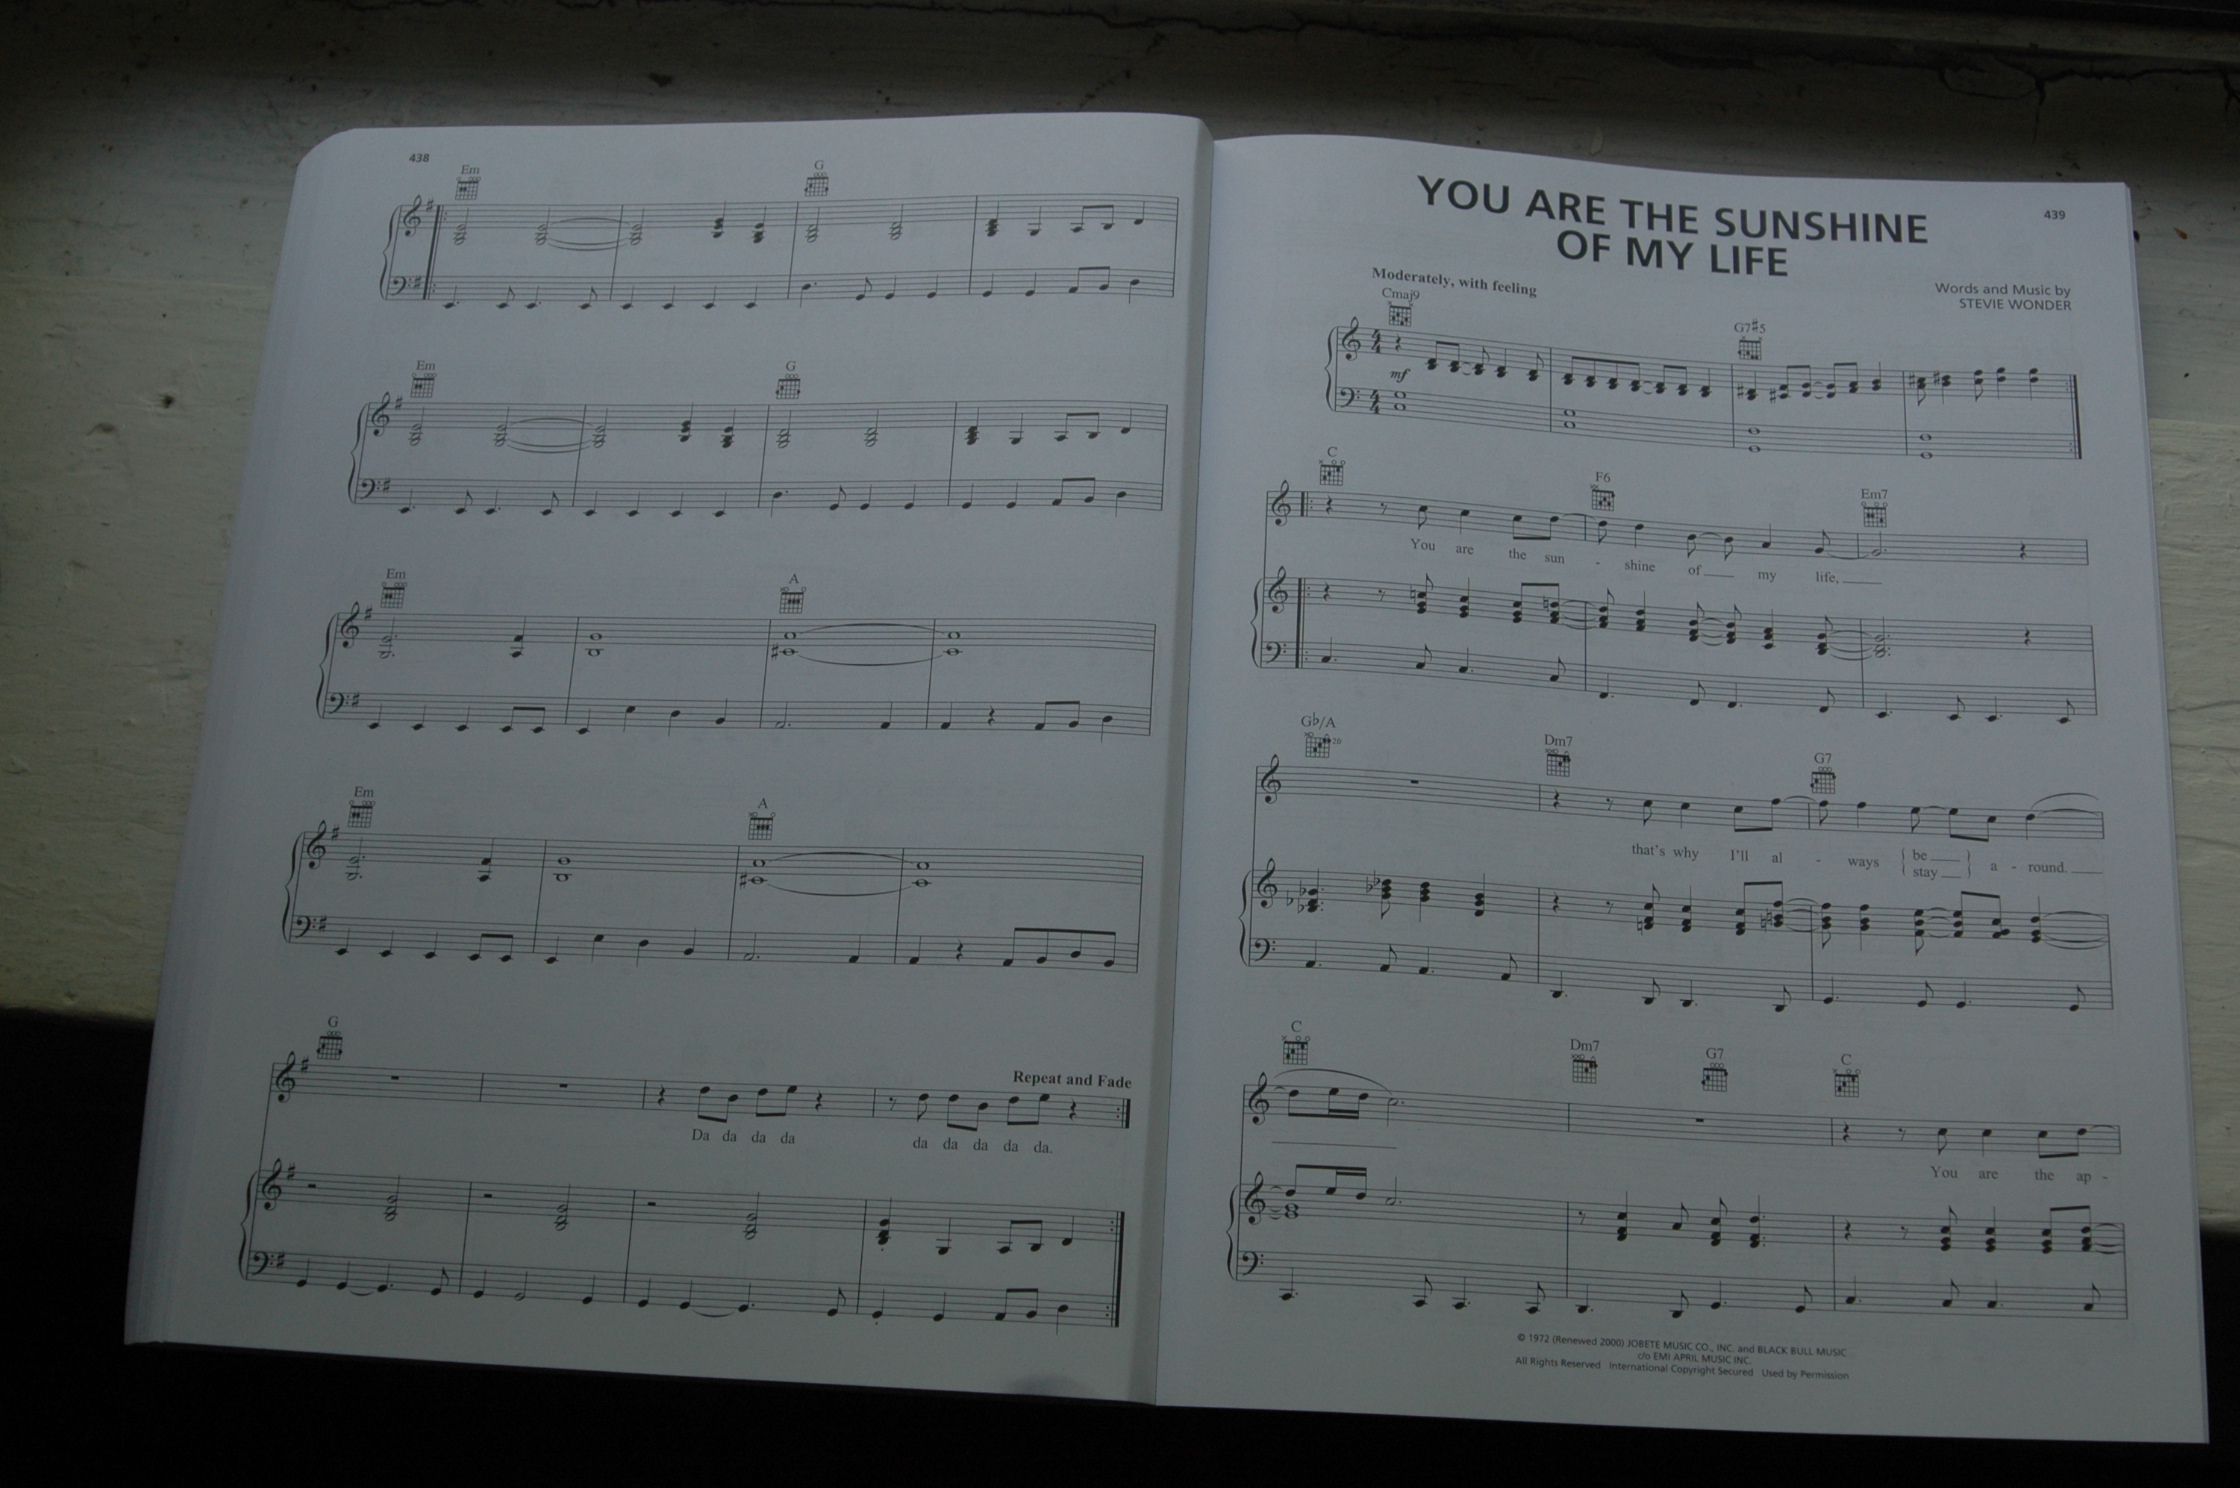 438
Em G
Em G
Em A
Em A
G
Repeat and Fade
Da da da da da da da da da.
YOU ARE THE SUNSHINE
OF MY LIFE
439
Moderately, with feeling
Words and Music by
STEVIE WONDER
Cmaj9 G7#5
mf
C F6 Em7
You are the sun - shine of my life,
Gb/A Dm7 G7
that's why I'll al - ways { be } a - round.
{ stay }
C Dm7 G7 C
You are the ap -
© 1972 (Renewed 2000) JOBETE MUSIC CO., INC. and BLACK BULL MUSIC
c/o EMI APRIL MUSIC INC.
All Rights Reserved International Copyright Secured Used by Permission